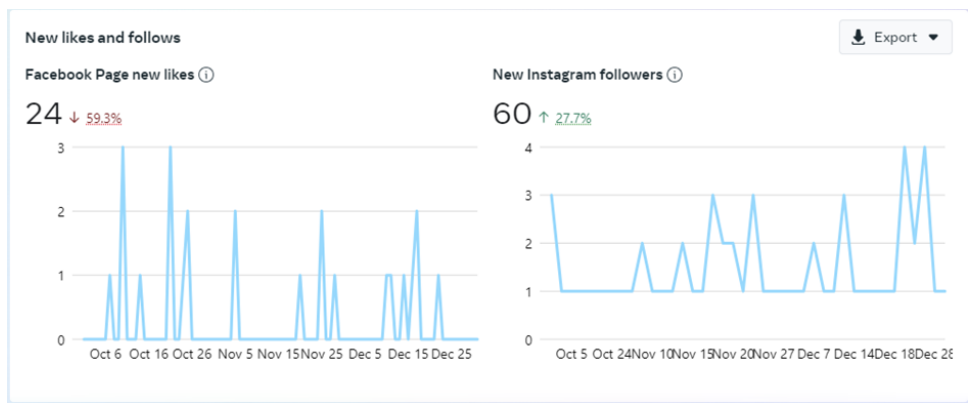 New likes and follows
Export
Facebook Page new likes
24 ↓ 59.3%
3
2
1
0
Oct 6 Oct 16 Oct 26 Nov 5 Nov 15 Nov 25 Dec 5 Dec 15 Dec 25
New Instagram followers
60 ↑ 27.7%
4
3
2
1
0
Oct 5 Oct 24 Nov 10 Nov 15 Nov 20 Nov 27 Dec 7 Dec 14 Dec 18 Dec 28